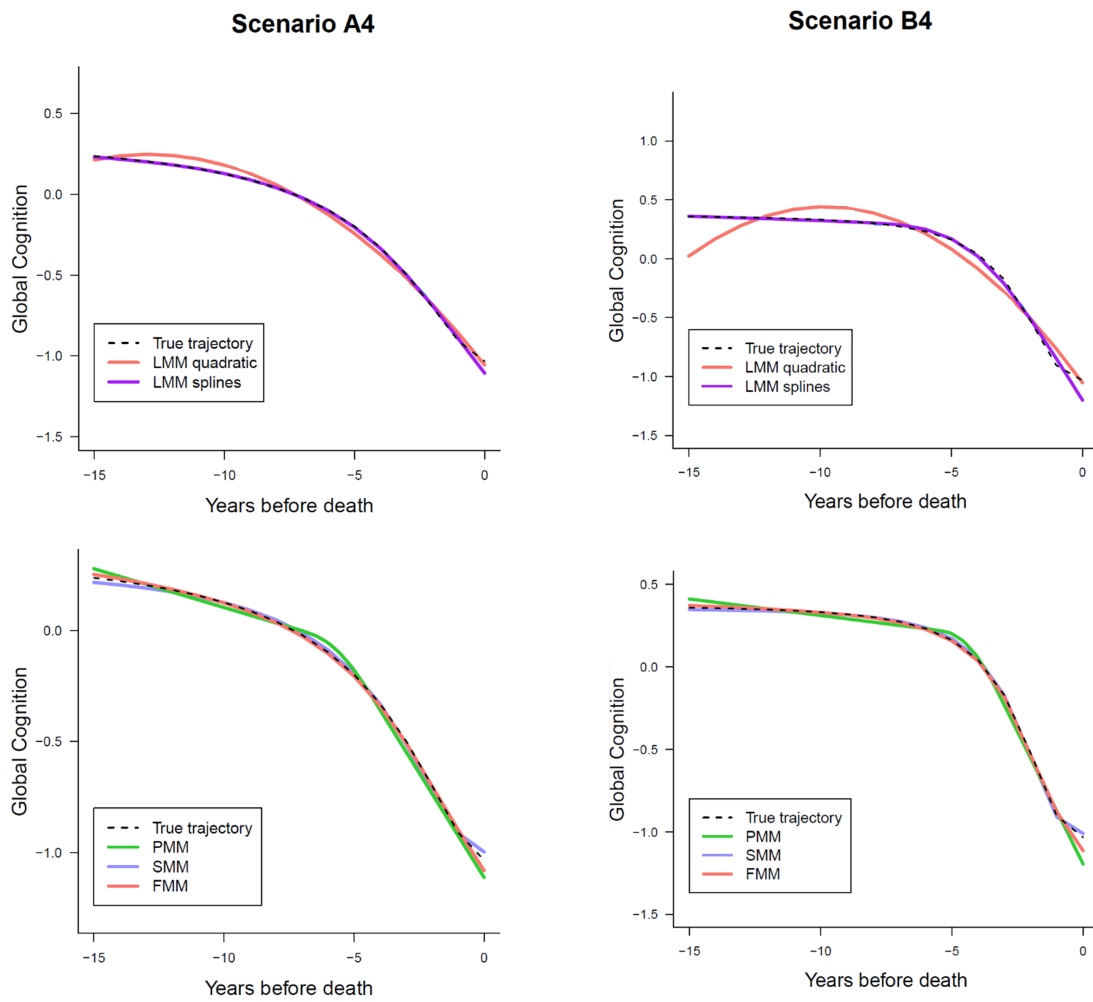 Scenario A4
Scenario B4
Global Cognition
0.5
0.0
−0.5
−1.0
−1.5
True trajectory
LMM quadratic
LMM splines
−15
−10
−5
0
Years before death
Global Cognition
1.0
0.5
0.0
−0.5
−1.0
−1.5
True trajectory
LMM quadratic
LMM splines
−15
−10
−5
0
Years before death
Global Cognition
0.0
−0.5
−1.0
True trajectory
PMM
SMM
FMM
−15
−10
−5
0
Years before death
Global Cognition
0.5
0.0
−0.5
−1.0
−1.5
True trajectory
PMM
SMM
FMM
−15
−10
−5
0
Years before death